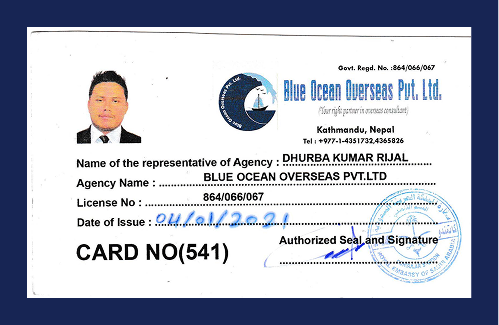 Govt. Regd. No. :864/066/067
Blue Ocean Overseas Pvt. Ltd.
(Your right partner in overseas consultant)
Kathmandu, Nepal
Tel : +977-1-4351732,4365826
Name of the representative of Agency : DHURBA KUMAR RIJAL
Agency Name : BLUE OCEAN OVERSEAS PVT.LTD
License No : 864/066/067
Date of Issue : 04/01/2021
CARD NO(541)
Authorized Seal and Signature